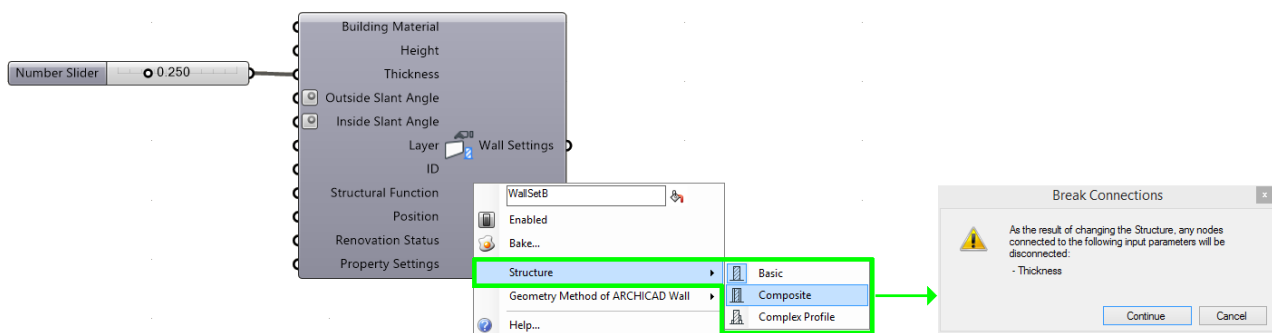 Number Slider
0.250
Building Material
Height
Thickness
Outside Slant Angle
Inside Slant Angle
Layer
Wall Settings
ID
Structural Function
Position
Renovation Status
Property Settings
WallSetB
Enabled
Bake...
Structure
Geometry Method of ARCHICAD Wall
Help...
Basic
Composite
Complex Profile
Break Connections
x
As the result of changing the Structure, any nodes
connected to the following input parameters will be
disconnected:
- Thickness
Continue
Cancel